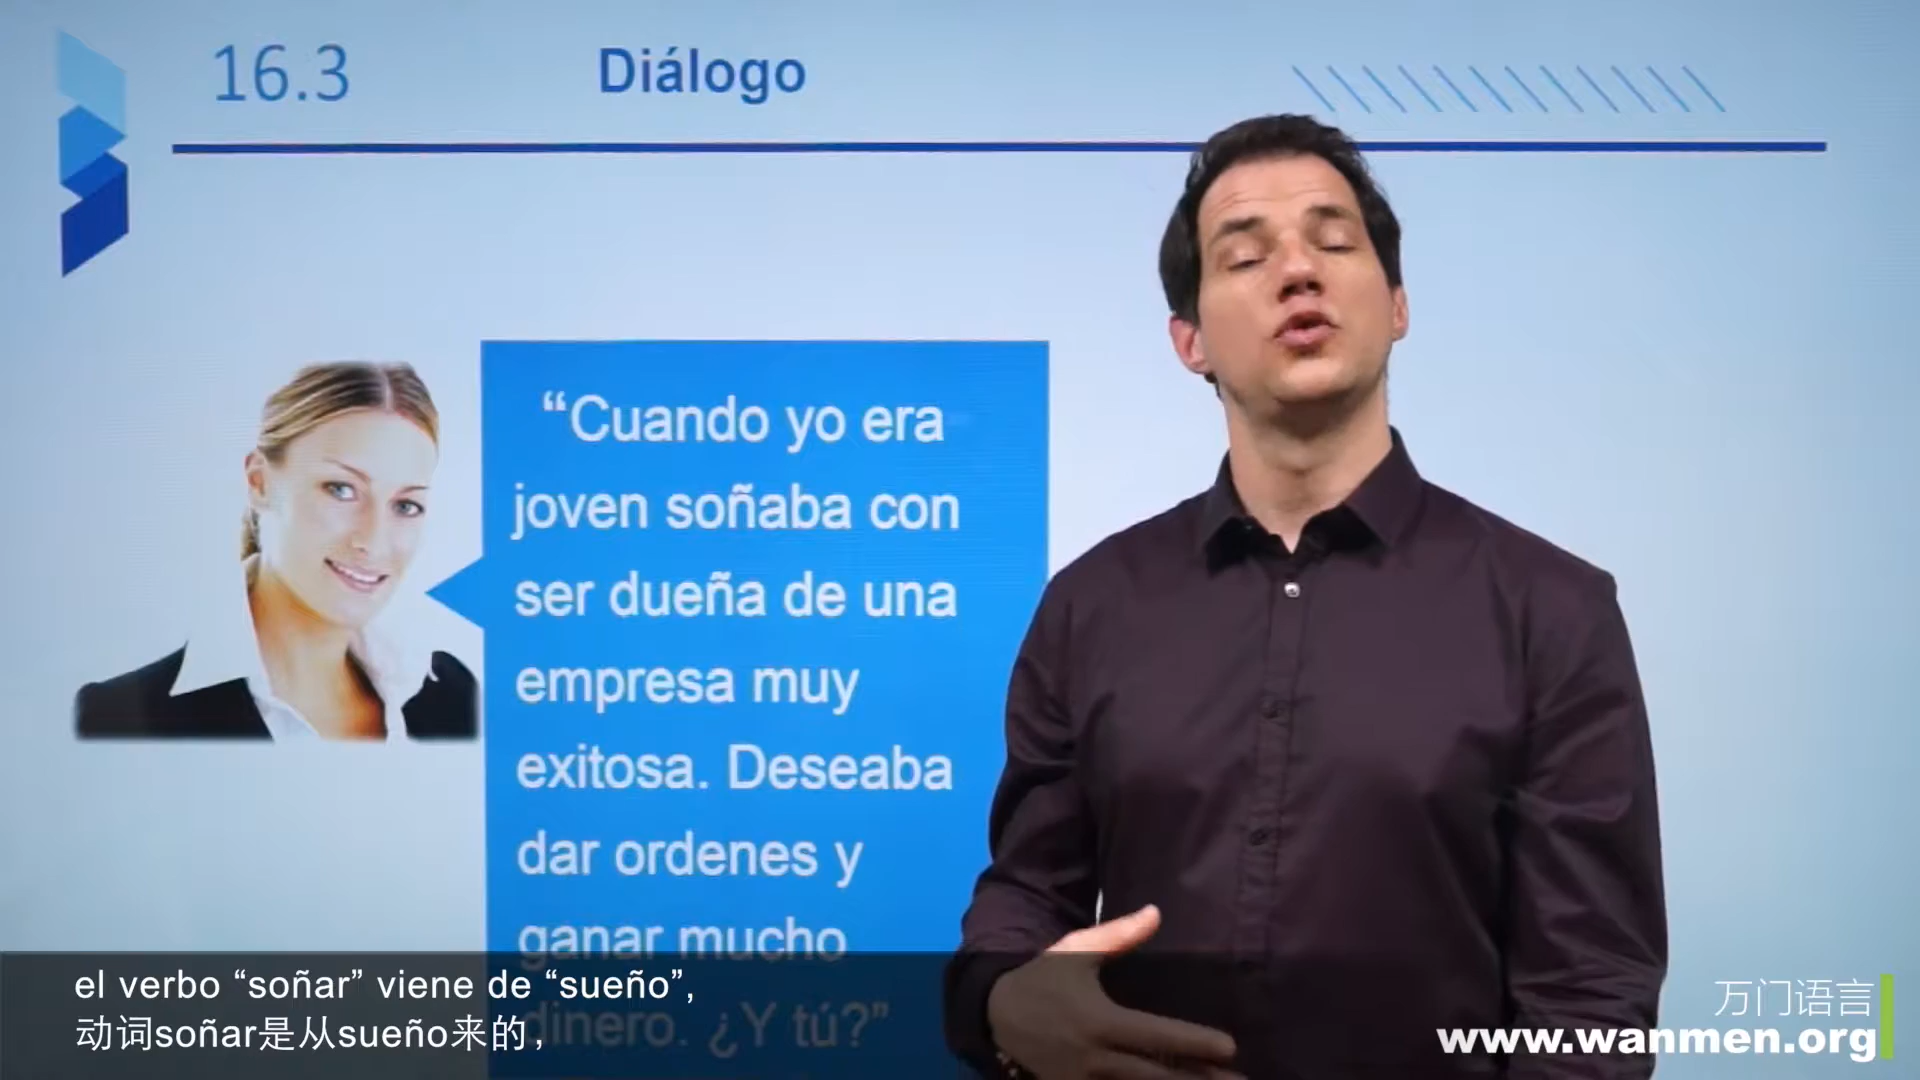 16.3
Diálogo
“Cuando yo era
joven soñaba con
ser dueña de una
empresa muy
exitosa. Deseaba
dar ordenes y
ganar mucho
dinero. ¿Y tú?”
el verbo “soñar” viene de “sueño”,
动词soñar是从sueño来的，
万门语言
www.wanmen.org